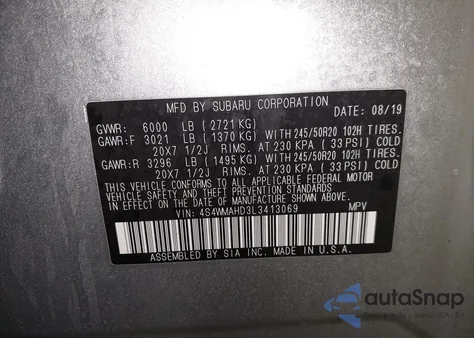 MFD BY SUBARU CORPORATION
DATE: 08/19
GVWR: 6000 LB (2721 KG)
GAWR:F 3021 LB (1370 KG) WITH 245/50R20 102H TIRES.
20X7 1/2J RIMS. AT 230 KPA (33 PSI) COLD
GAWR:R 3296 LB (1495 KG) WITH 245/50R20 102H TIRES.
20X7 1/2J RIMS. AT 230 KPA (33 PSI) COLD
THIS VEHICLE CONFORMS TO ALL APPLICABLE FEDERAL MOTOR
VEHICLE SAFETY AND THEFT PREVENTION STANDARDS
IN EFFECT ON THE DATE OF MANUFACTURE SHOWN ABOVE.
VIN: 4S4WMAHD3L3413069 MPV
ASSEMBLED BY SIA INC. MADE IN U.S.A.
autoSnap